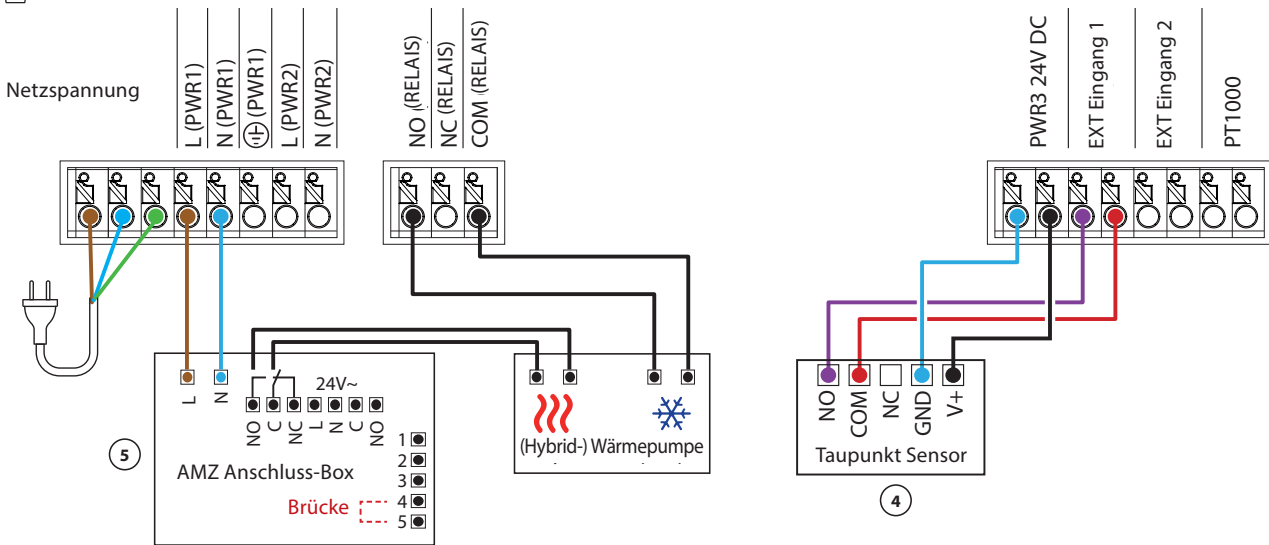 Netzspannung
L (PWR1)
N (PWR1)
⏚ (PWR1)
L (PWR2)
N (PWR2)
NO (RELAIS)
NC (RELAIS)
COM (RELAIS)
PWR3 24V DC
EXT Eingang 1
EXT Eingang 2
PT1000
L
N
24V~
NO
C
NC
L
N
C
NO
1
2
3
4
5
AMZ Anschluss-Box
Brücke
5
(Hybrid-) Wärmepumpe
NO
COM
NC
GND
V+
Taupunkt Sensor
4